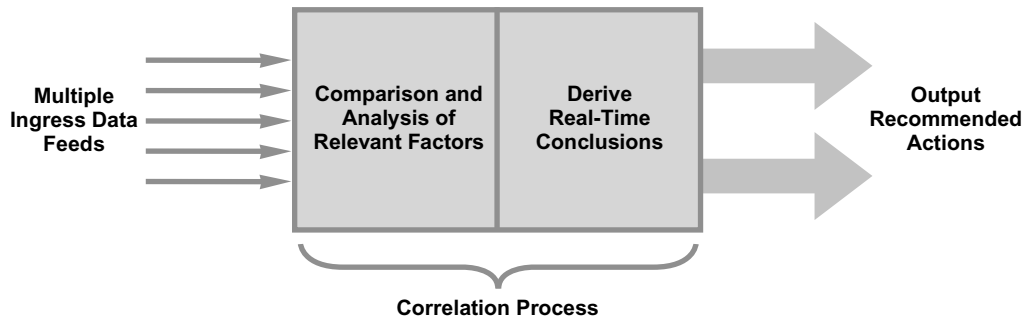 Multiple
Ingress Data
Feeds
Comparison and
Analysis of
Relevant Factors
Derive
Real-Time
Conclusions
Output
Recommended
Actions
Correlation Process